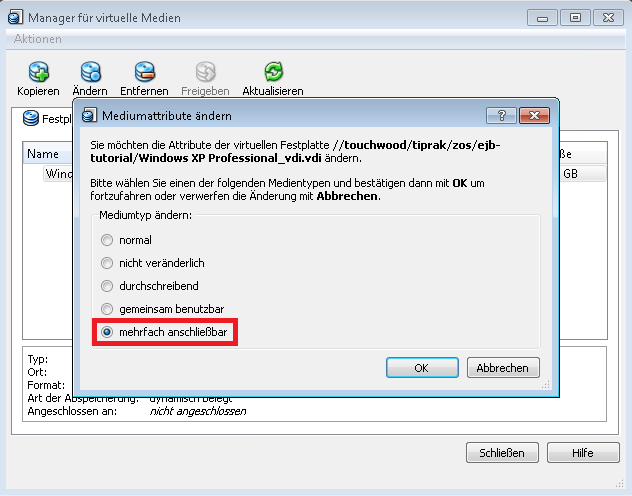 Manager für virtuelle Medien
Aktionen
Kopieren Ändern Entfernen Freigeben Aktualisieren
Mediumattribute ändern
Sie möchten die Attribute der virtuellen Festplatte //touchwood/tiprak/zos/ejb-
tutorial/Windows XP Professional_vdi.vdi ändern.
Bitte wählen Sie einen der folgenden Medientypen und bestätigen dann mit OK um
fortzufahren oder verwerfen die Änderung mit Abbrechen.
Mediumtyp ändern:
normal
nicht veränderlich
durchschreibend
gemeinsam benutzbar
mehrfach anschließbar
OK Abbrechen
Festpl
Name
Wind
GB
Typ:
Ort:
Format:
Art der Abspeicherung: dynamisch belegt
Angeschlossen an: nicht angeschlossen
Schließen Hilfe